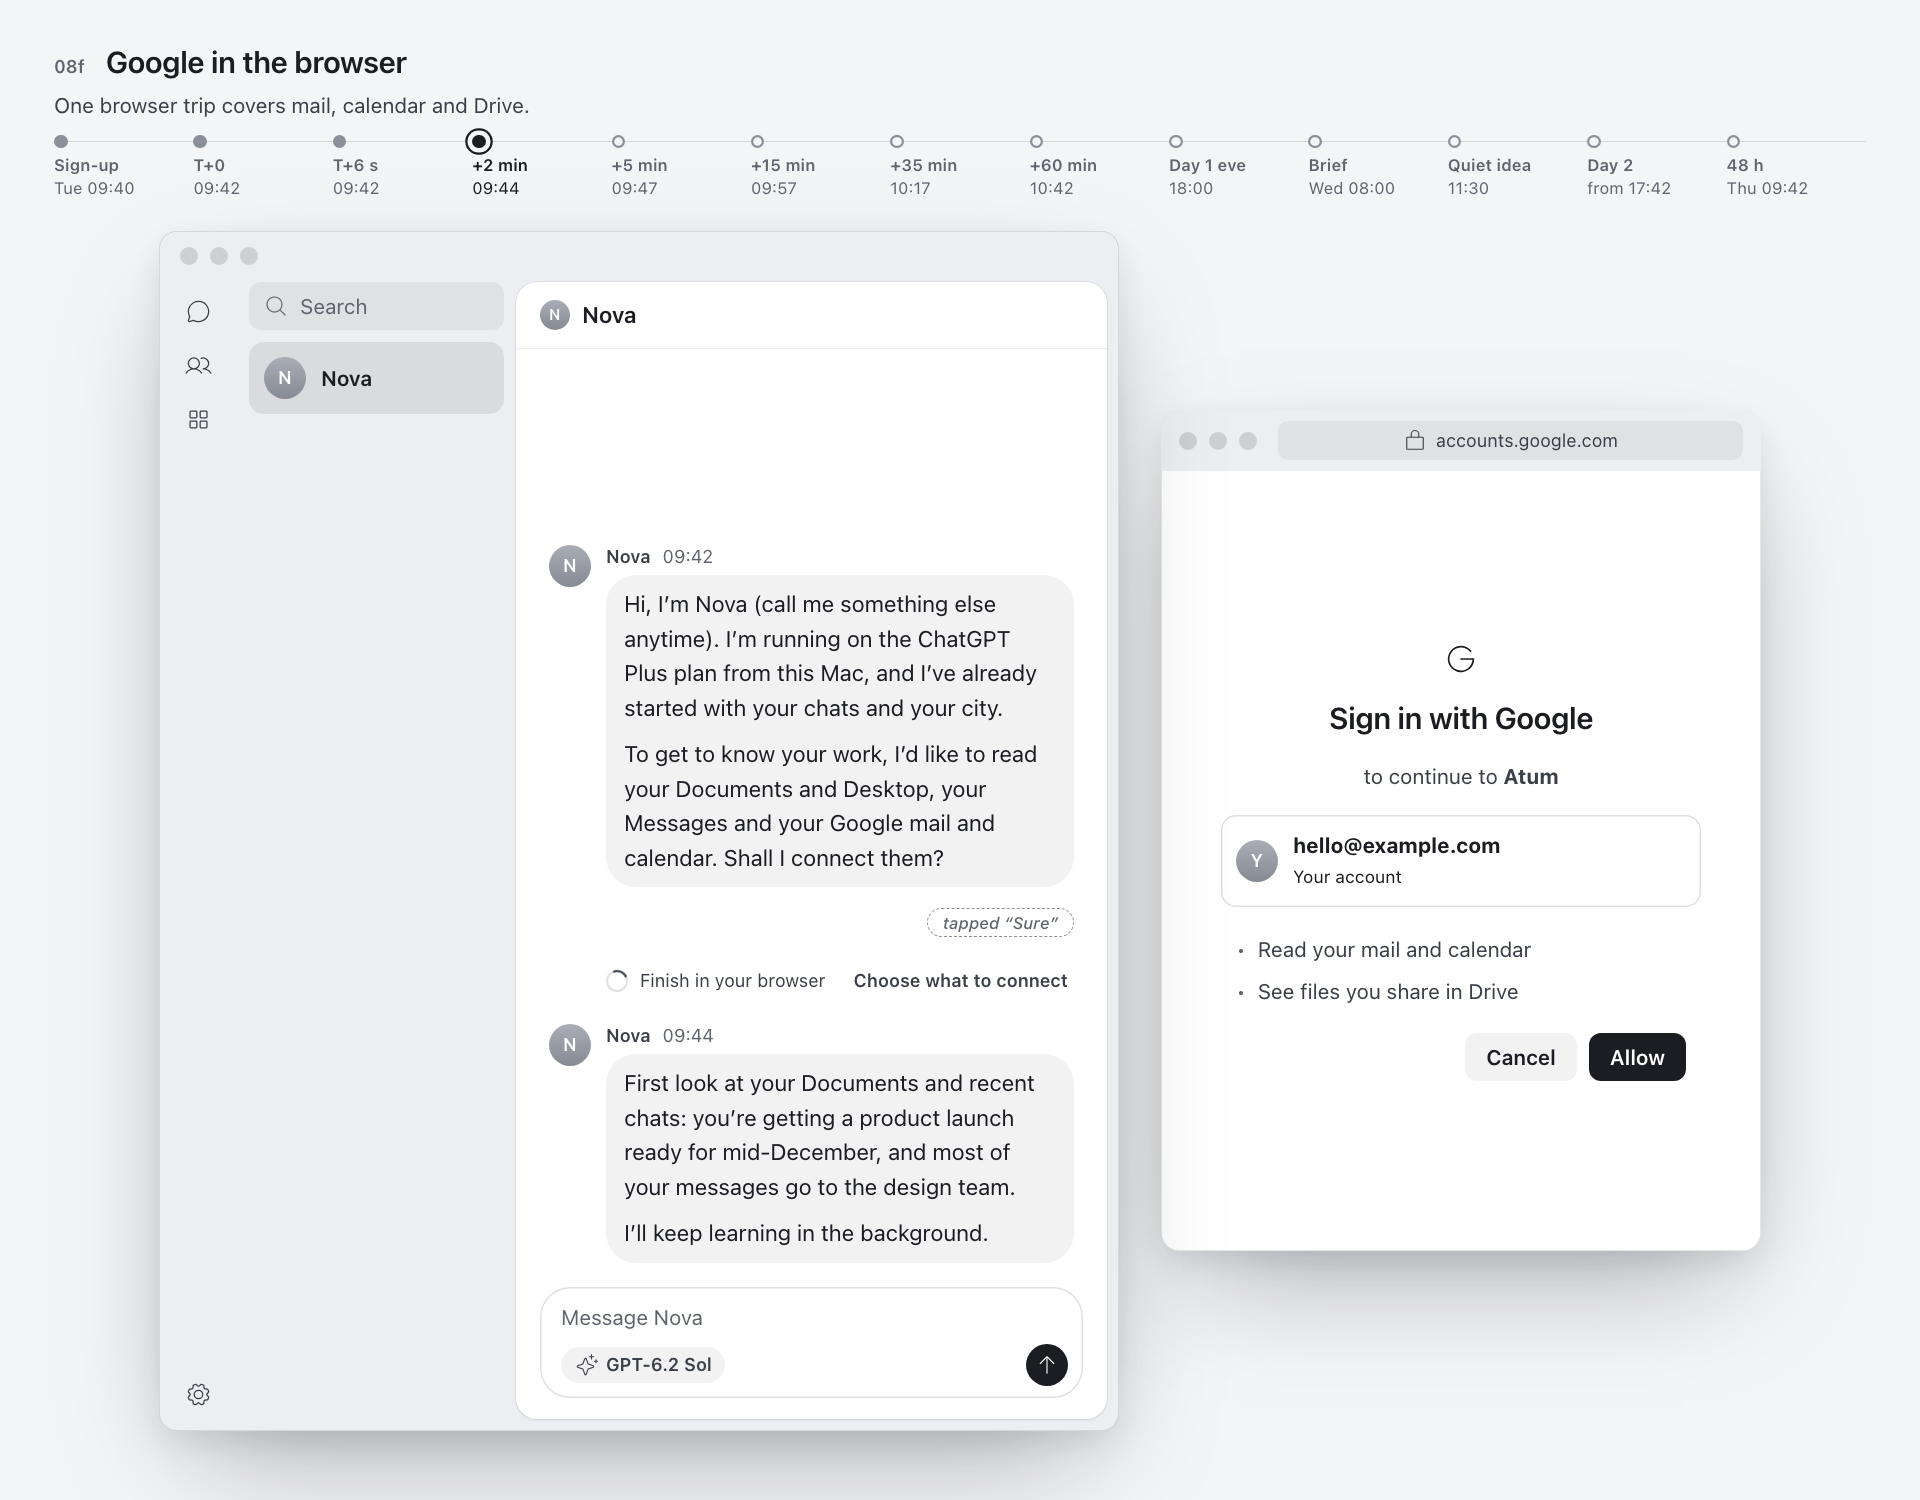 08f Google in the browser
One browser trip covers mail, calendar and Drive.
Sign-up T+0 T+6 s +2 min +5 min +15 min +35 min +60 min Day 1 eve Brief Quiet idea Day 2 48 h
Tue 09:40 09:42 09:42 09:44 09:47 09:57 10:17 10:42 18:00 Wed 08:00 11:30 from 17:42 Thu 09:42
Search
N Nova
N Nova
N Nova 09:42
Hi, I’m Nova (call me something else
anytime). I’m running on the ChatGPT
Plus plan from this Mac, and I’ve already
started with your chats and your city.
To get to know your work, I’d like to read
your Documents and Desktop, your
Messages and your Google mail and
calendar. Shall I connect them?
tapped “Sure”
Finish in your browser Choose what to connect
N Nova 09:44
First look at your Documents and recent
chats: you’re getting a product launch
ready for mid-December, and most of
your messages go to the design team.
I’ll keep learning in the background.
Message Nova
GPT-6.2 Sol
accounts.google.com
G
Sign in with Google
to continue to Atum
Y hello@example.com
Your account
· Read your mail and calendar
· See files you share in Drive
Cancel Allow